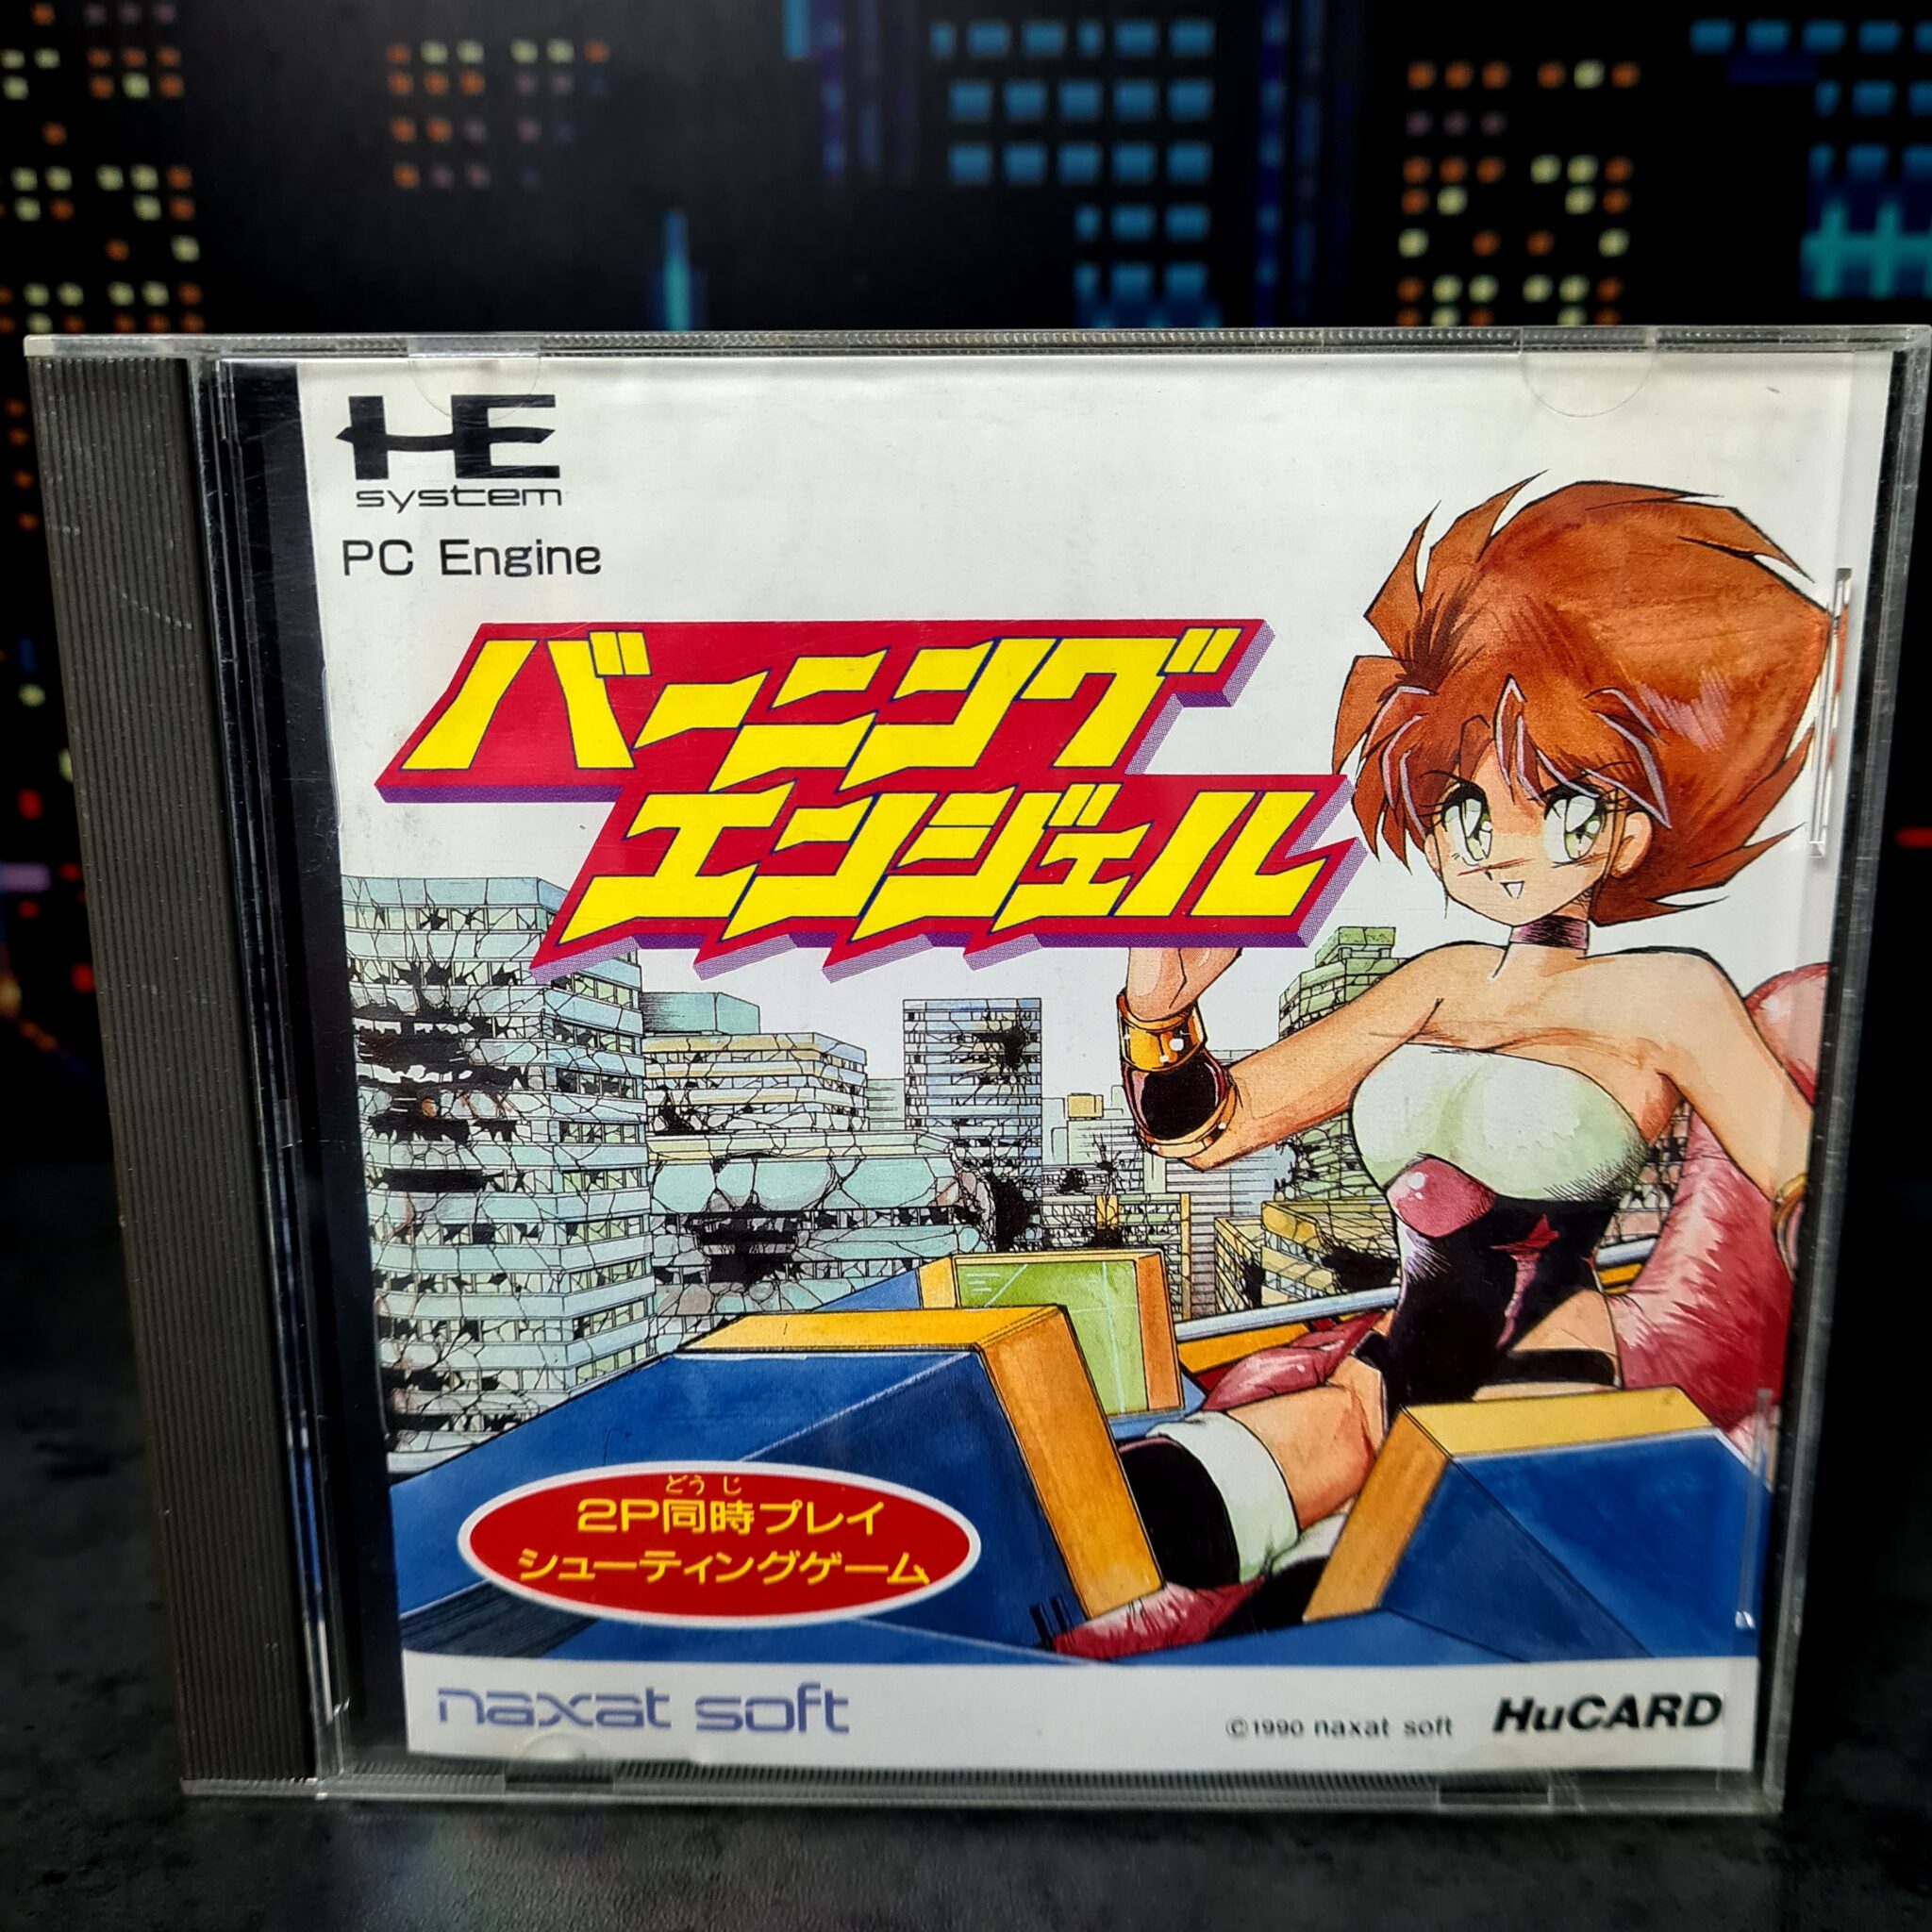 HE
system
PC Engine
バーニング
エンジェル
どうじ
2P同時プレイ
シューティングゲーム
naxat soft
©1990 naxat soft
HuCARD